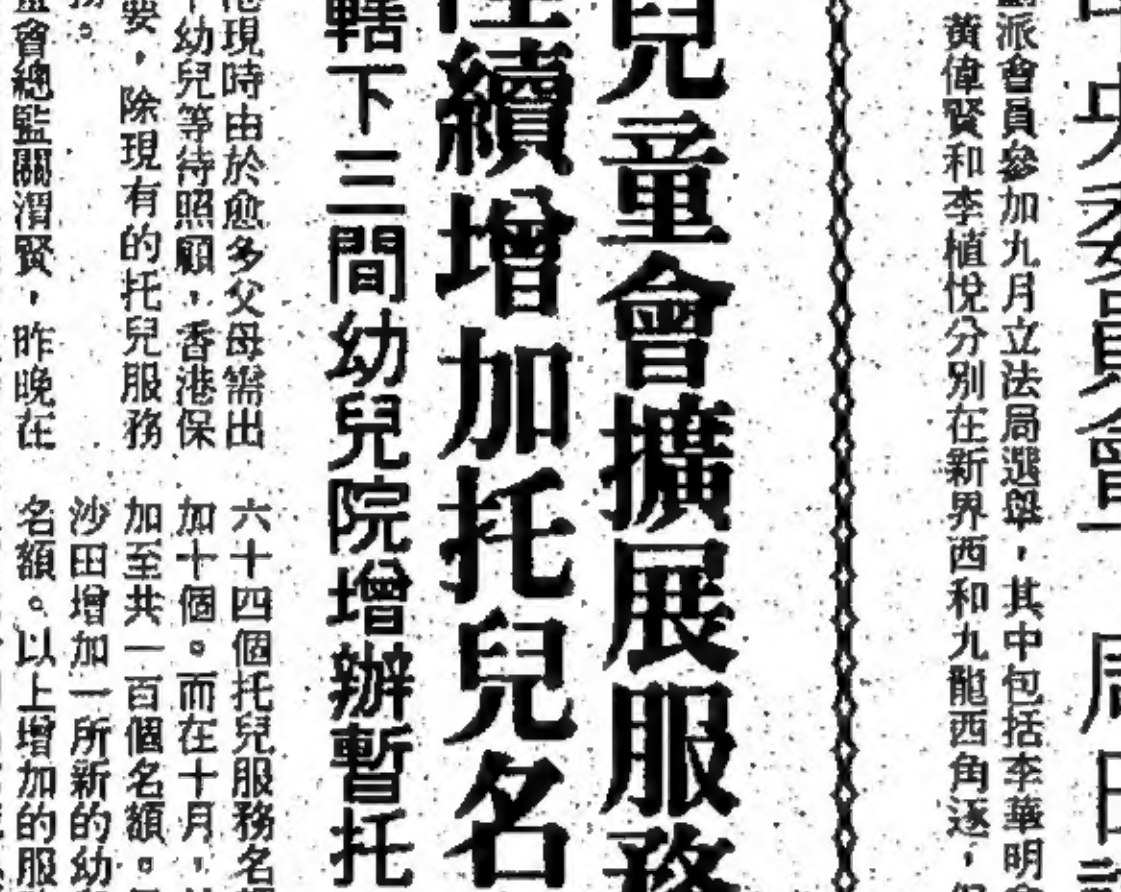 派會員參加九月立法局選舉，其中包括李華明
黃偉賢和李植悅分別在新界西和九龍西角逐，
兒童會擴展服務
續增加托兒名
轄下三間幼兒院增辦暫托
現時由於愈多父母需出
幼兒等待照顧，香港保
要，除現有的托兒服務
務。
會總監關渭賢，昨晚在
六十四個托兒服務名
加十個。而在十月，
加至共一百個名額。
沙田增加一所新的幼
名額。以上增加的服